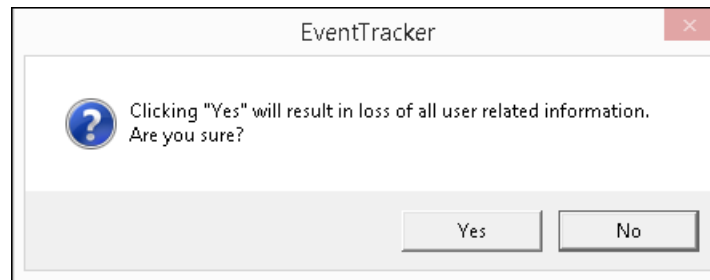 EventTracker
Clicking "Yes" will result in loss of all user related information.
Are you sure?
Yes
No